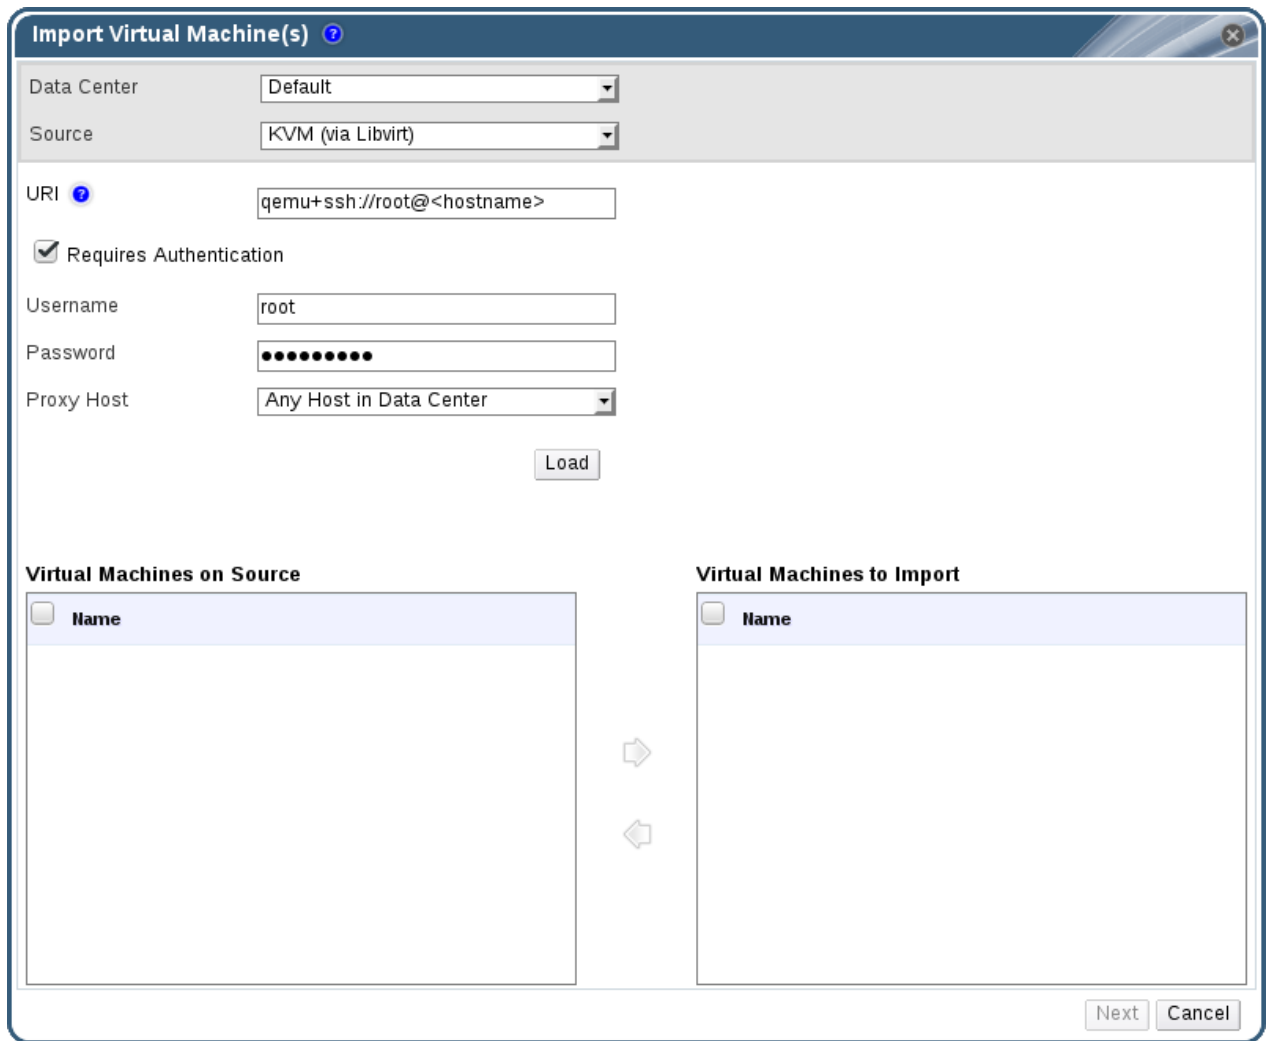 Import Virtual Machine(s) ?
Data Center Default
Source KVM (via Libvirt)
URI ? qemu+ssh://root@<hostname>
Requires Authentication
Username root
Password ●●●●●●●●●
Proxy Host Any Host in Data Center
Load
Virtual Machines on Source Virtual Machines to Import
Name Name
Next Cancel